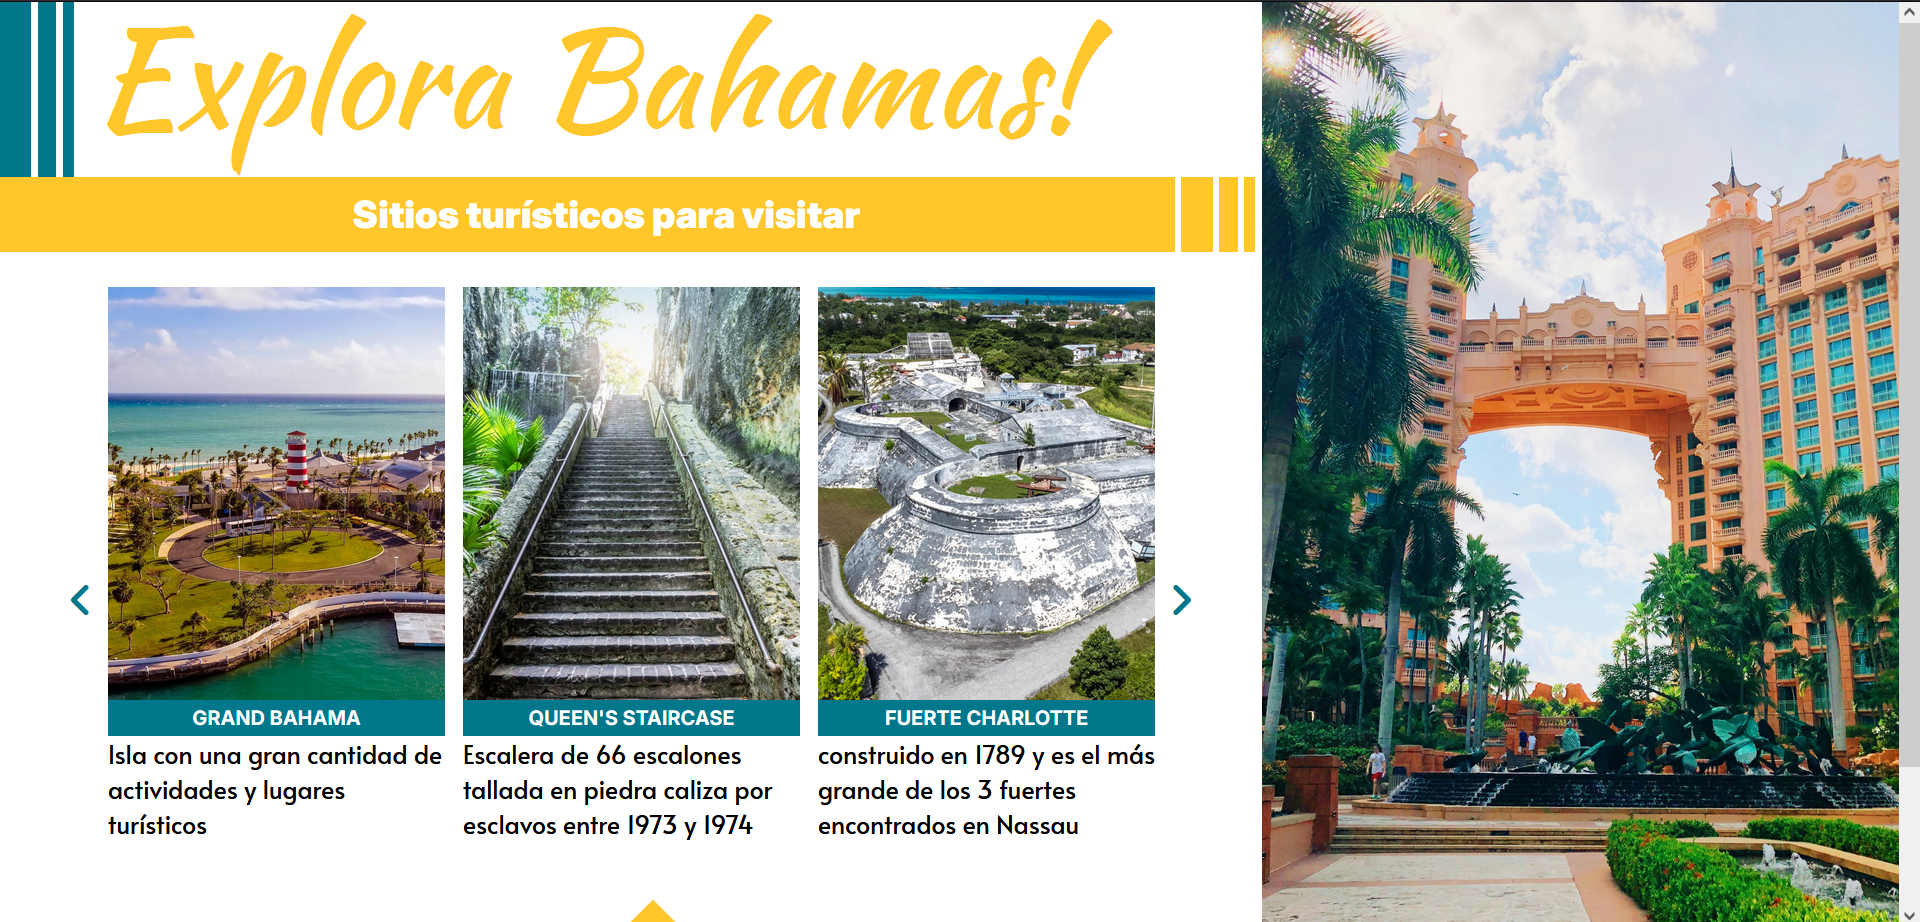 Explora Bahamas!
Sitios turísticos para visitar
GRAND BAHAMA
Isla con una gran cantidad de
actividades y lugares
turísticos
QUEEN'S STAIRCASE
Escalera de 66 escalones
tallada en piedra caliza por
esclavos entre 1973 y 1974
FUERTE CHARLOTTE
construido en 1789 y es el más
grande de los 3 fuertes
encontrados en Nassau